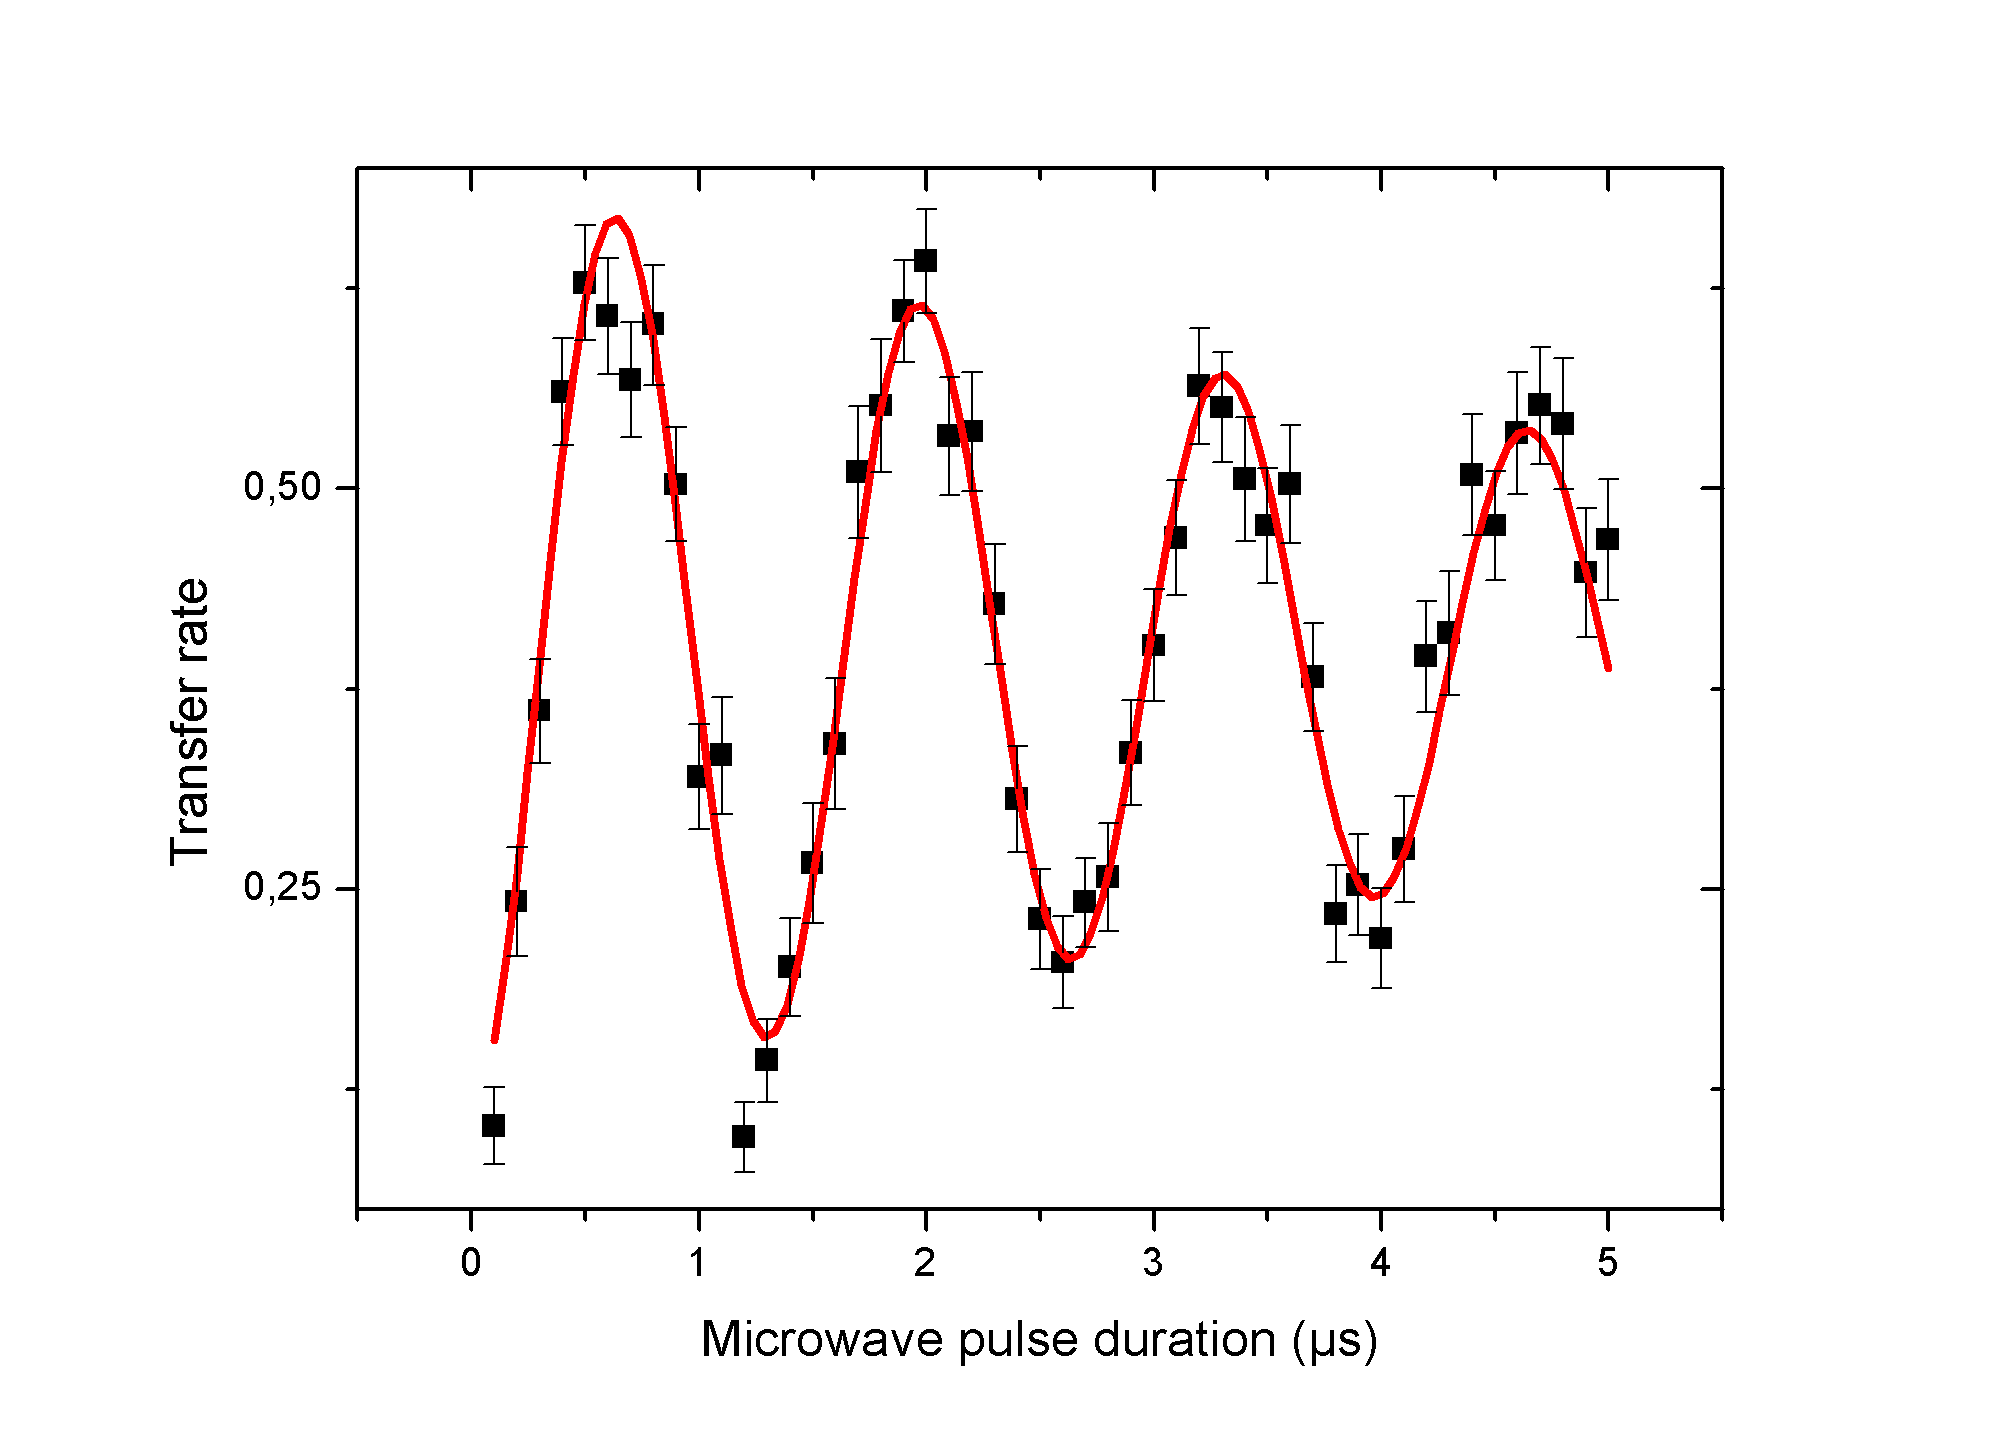 0,50
0,25
Transfer rate
0 1 2 3 4 5
Microwave pulse duration (µs)